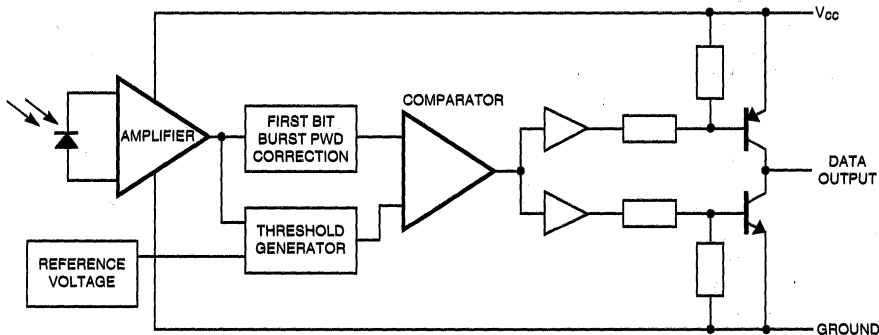 Vcc
COMPARATOR
AMPLIFIER
FIRST BIT
BURST PWD
CORRECTION
DATA
OUTPUT
THRESHOLD
GENERATOR
REFERENCE
VOLTAGE
GROUND